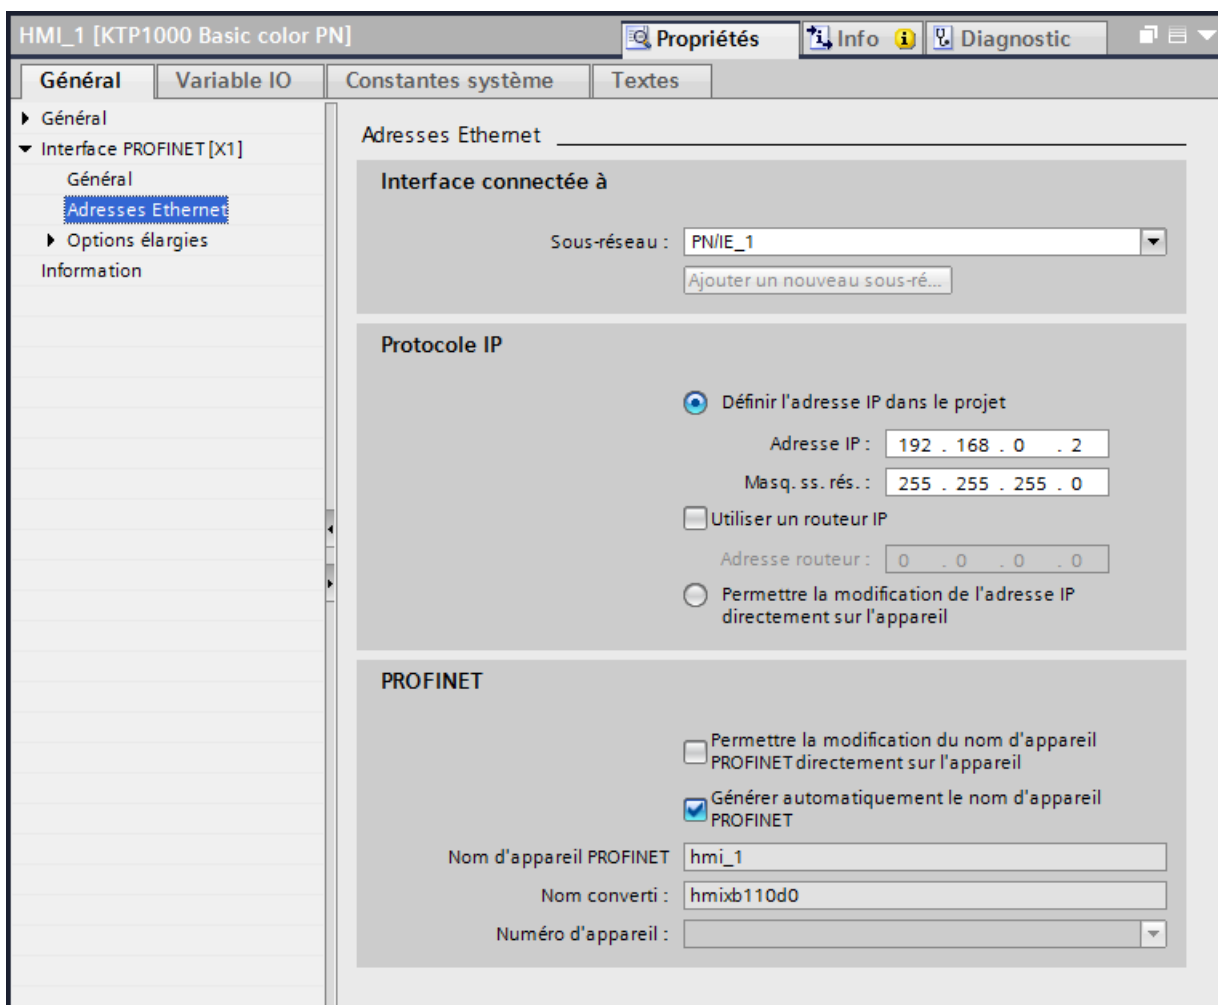 HMI_1 [KTP1000 Basic color PN]
Propriétés
Info
Diagnostic
Général
Variable IO
Constantes système
Textes
Général
Interface PROFINET [X1]
Général
Adresses Ethernet
Options élargies
Information
Adresses Ethernet
Interface connectée à
Sous-réseau : PN/IE_1
Ajouter un nouveau sous-ré...
Protocole IP
Définir l'adresse IP dans le projet
Adresse IP : 192 . 168 . 0 . 2
Masq. ss. rés. : 255 . 255 . 255 . 0
Utiliser un routeur IP
Adresse routeur : 0 . 0 . 0 . 0
Permettre la modification de l'adresse IP
directement sur l'appareil
PROFINET
Permettre la modification du nom d'appareil
PROFINET directement sur l'appareil
Générer automatiquement le nom d'appareil
PROFINET
Nom d'appareil PROFINET hmi_1
Nom converti : hmixb110d0
Numéro d'appareil :